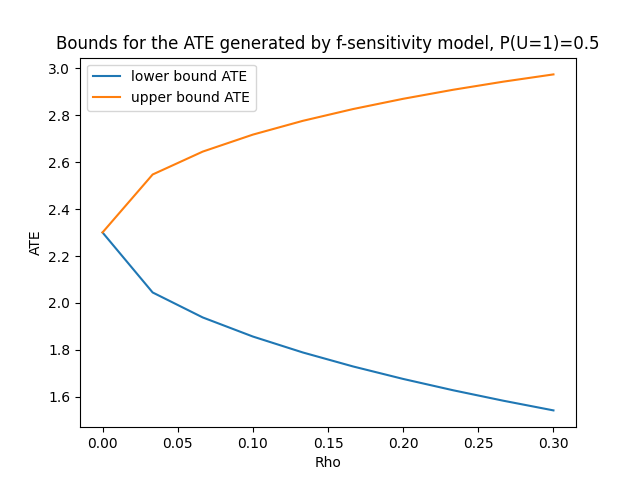 Bounds for the ATE generated by f-sensitivity model, P(U=1)=0.5
lower bound ATE
upper bound ATE
3.0
2.8
2.6
2.4
2.2
2.0
1.8
1.6
ATE
0.00 0.05 0.10 0.15 0.20 0.25 0.30
Rho